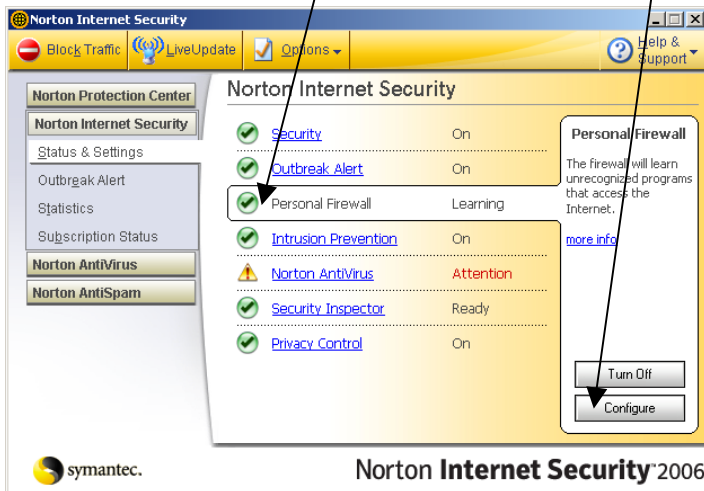 Norton Internet Security
Block Traffic LiveUpdate Options Help & Support
Norton Protection Center
Norton Internet Security
Status & Settings
Outbreak Alert
Statistics
Subscription Status
Norton AntiVirus
Norton AntiSpam
Norton Internet Security
Security On
Outbreak Alert On
Personal Firewall Learning
Intrusion Prevention On
Norton AntiVirus Attention
Security Inspector Ready
Privacy Control On
Personal Firewall
The firewall will learn
unrecognized programs
that access the
Internet.
more info
Turn Off
Configure
symantec.
Norton Internet Security 2006